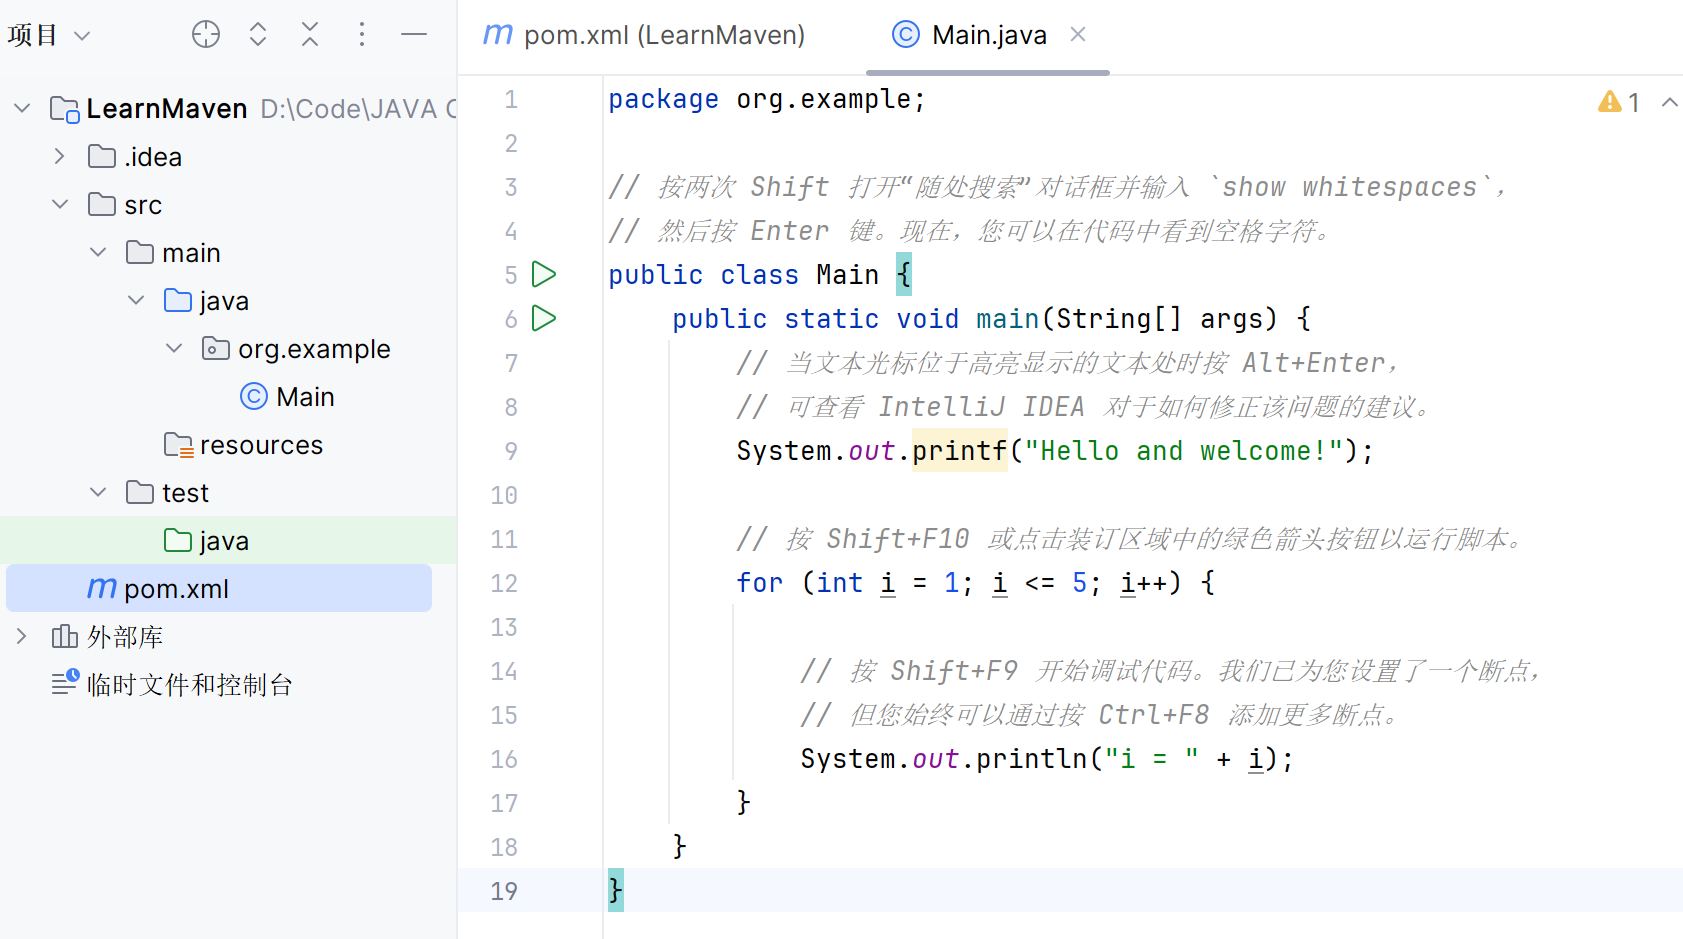 项目
LearnMaven D:\Code\JAVA
.idea
src
main
java
org.example
Main
resources
test
java
pom.xml
外部库
临时文件和控制台
pom.xml (LearnMaven)
Main.java
1
1 package org.example;
2
3 // 按两次 Shift 打开“随处搜索”对话框并输入 `show whitespaces`，
4 // 然后按 Enter 键。现在，您可以在代码中看到空格字符。
5 public class Main {
6 public static void main(String[] args) {
7 // 当文本光标位于高亮显示的文本处时按 Alt+Enter，
8 // 可查看 IntelliJ IDEA 对于如何修正该问题的建议。
9 System.out.printf("Hello and welcome!");
10
11 // 按 Shift+F10 或点击装订区域中的绿色箭头按钮以运行脚本。
12 for (int i = 1; i <= 5; i++) {
13
14 // 按 Shift+F9 开始调试代码。我们已为您设置了一个断点，
15 // 但您始终可以通过按 Ctrl+F8 添加更多断点。
16 System.out.println("i = " + i);
17 }
18 }
19 }